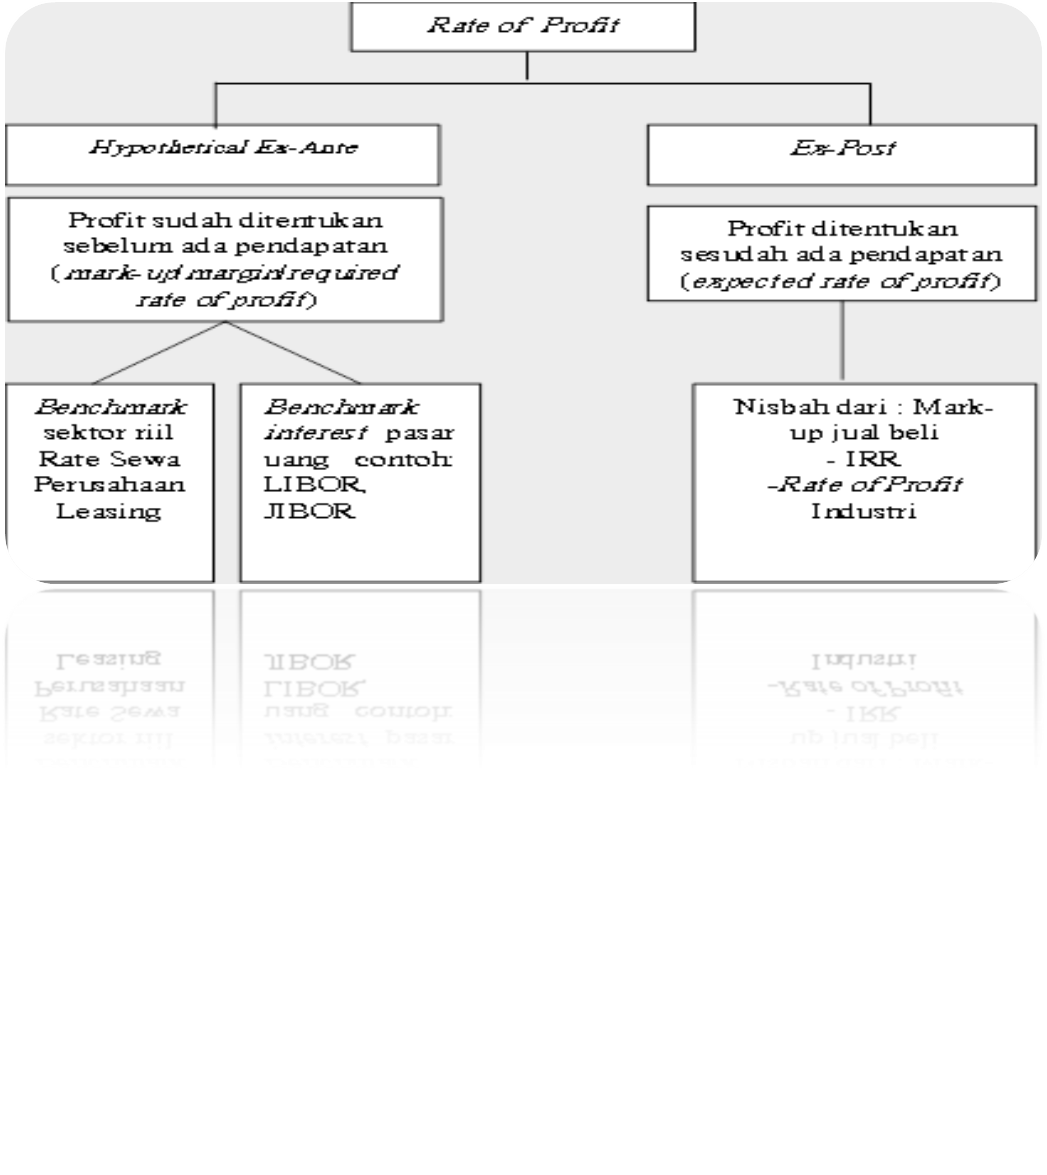 Rate of Profit
Hypothetical Ex-Ante
Profit sudah ditentukan
sebelum ada pendapatan
(mark-up/margin/required
rate of profit)
Ex-Post
Profit ditentukan
sesudah ada pendapatan
(expected rate of profit)
Benchmark
sektor riil
Rate Sewa
Perusahaan
Leasing
Benchmark
interest pasar
uang contoh:
LIBOR,
JIBOR
Nisbah dari : Mark-
up jual beli
- IRR
-Rate of Profit
Industri